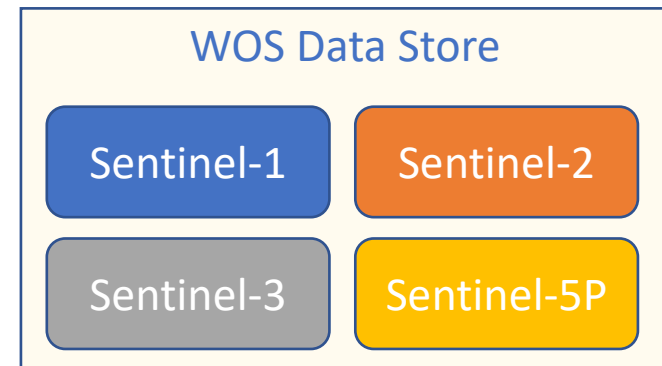 WOS Data Store
Sentinel-1
Sentinel-2
Sentinel-3
Sentinel-5P